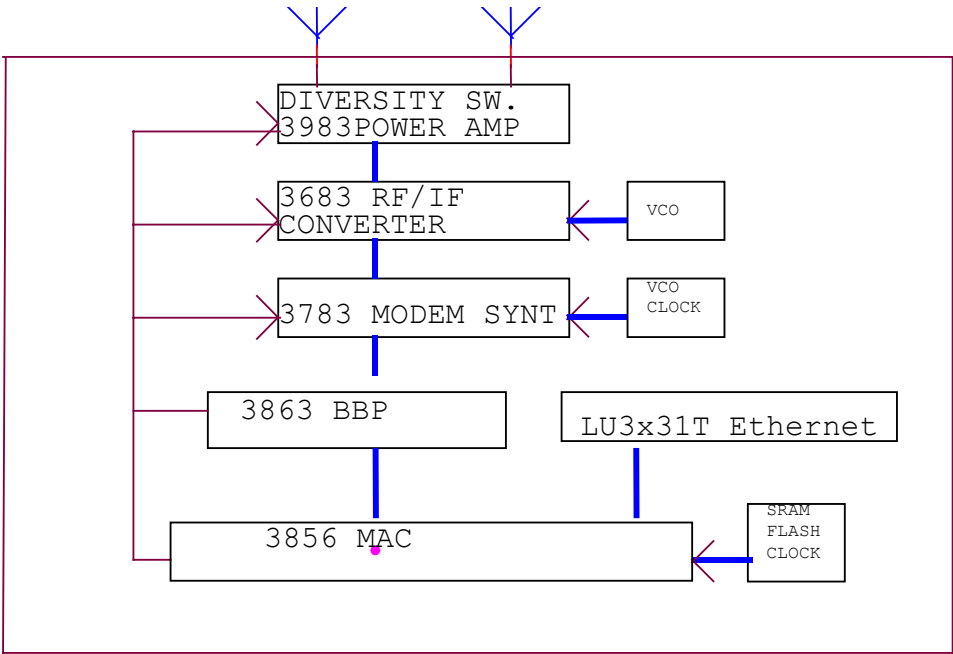 DIVERSITY SW.
3983POWER AMP
3683 RF/IF
CONVERTER
VCO
3783 MODEM SYNT
VCO
CLOCK
3863 BBP
LU3x31T Ethernet
3856 MAC
SRAM
FLASH
CLOCK